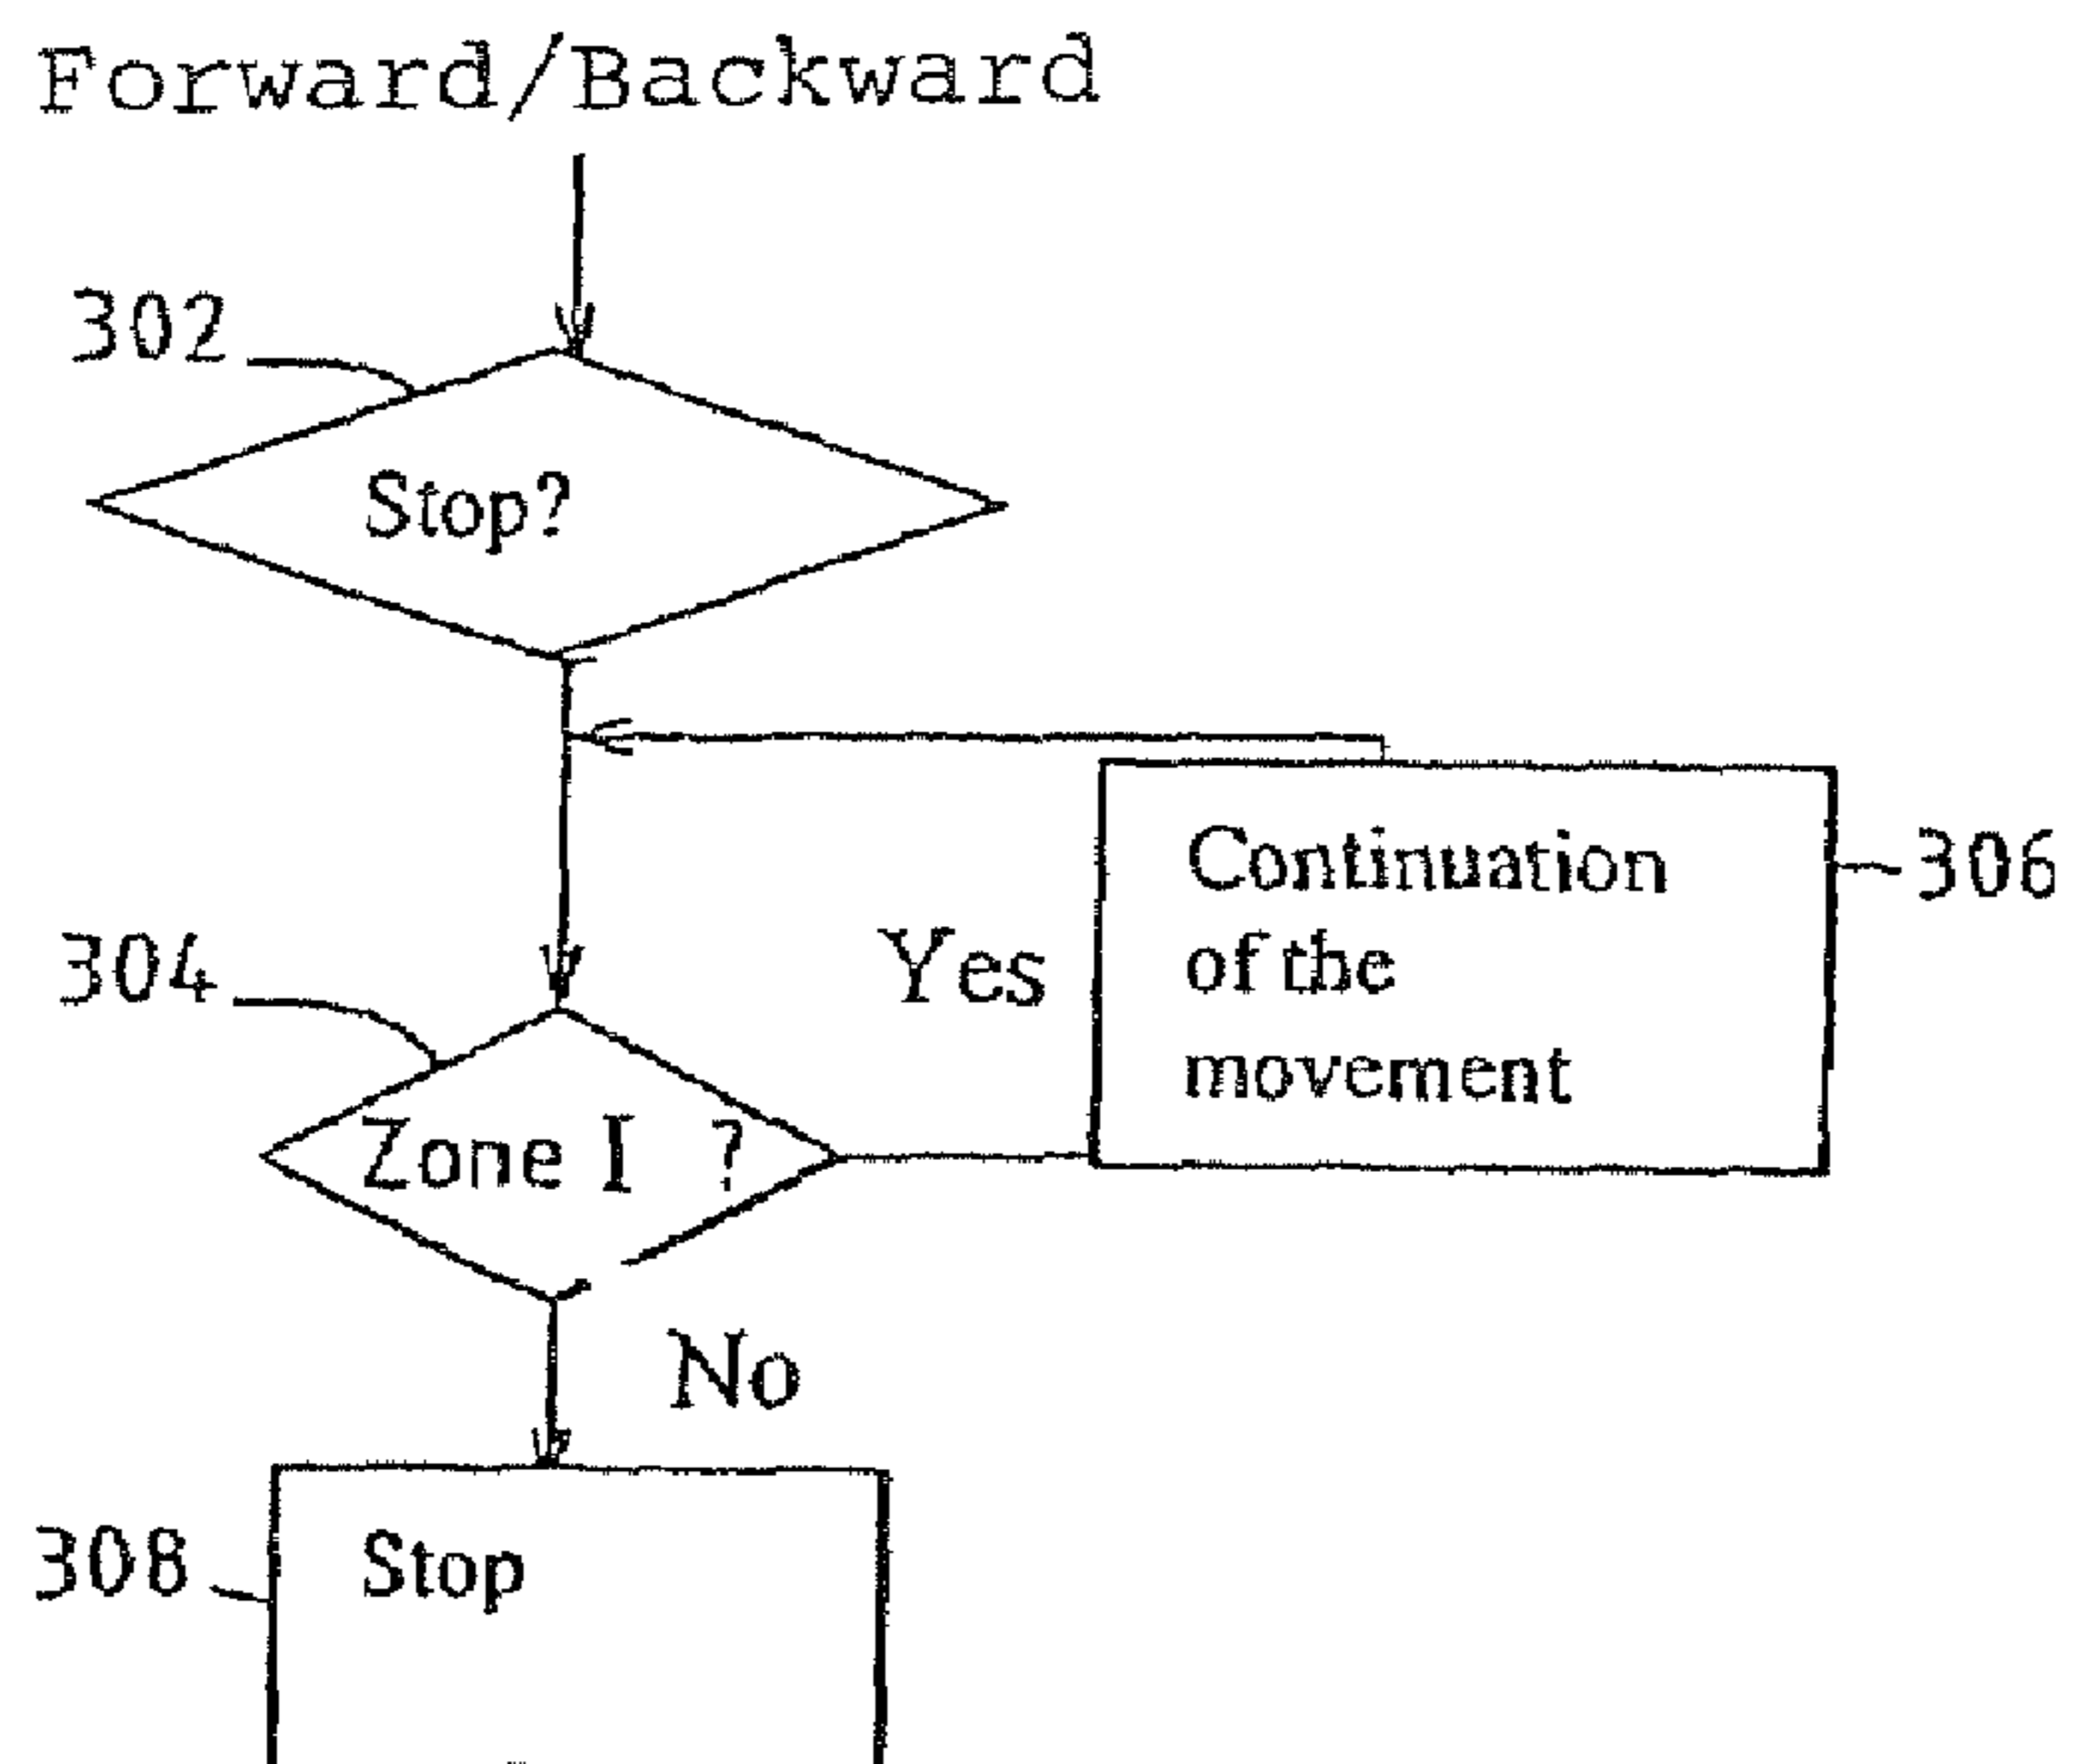 Forward/Backward
302
Stop?
Continuation
of the
movement
306
Yes
304
Zone I ?
No
308
Stop